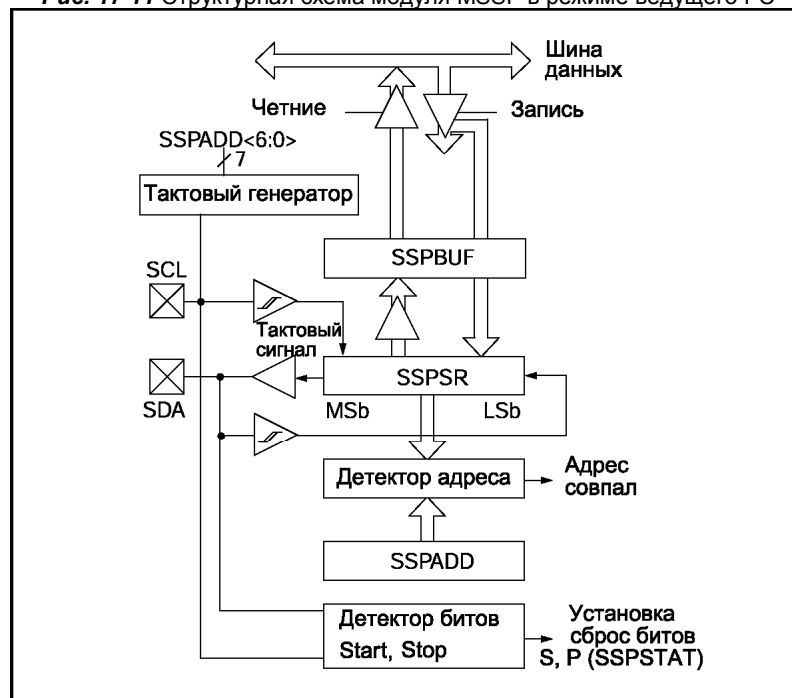 Шина
данных
Четние
Запись
SSPADD<6:0>
7
Тактовый генератор
SSPBUF
SCL
Тактовый
сигнал
SSPSR
SDA
MSb
LSb
Детектор адреса
Адрес
совпал
SSPADD
Детектор битов
Start, Stop
Установка
сброс битов
S, P (SSPSTAT)